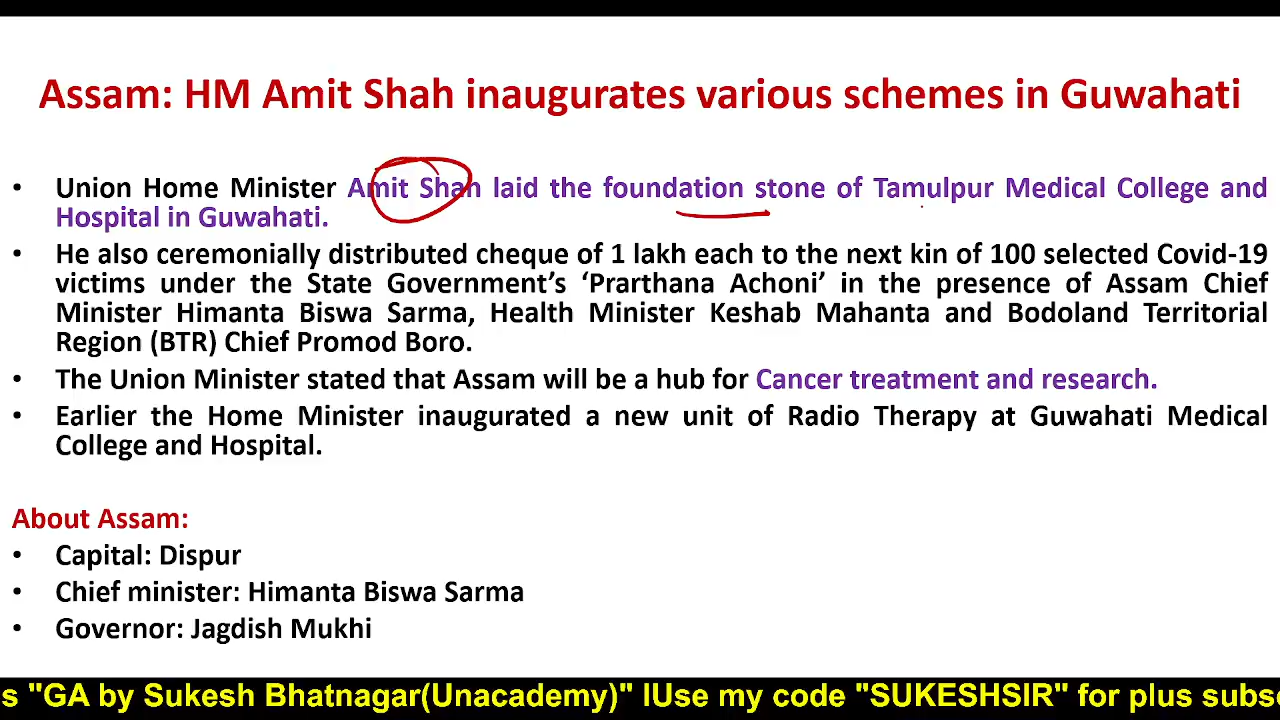 Assam: HM Amit Shah inaugurates various schemes in Guwahati
• Union Home Minister Amit Shah laid the foundation stone of Tamulpur Medical College and
Hospital in Guwahati.
• He also ceremonially distributed cheque of 1 lakh each to the next kin of 100 selected Covid-19
victims under the State Government’s ‘Prarthana Achoni’ in the presence of Assam Chief
Minister Himanta Biswa Sarma, Health Minister Keshab Mahanta and Bodoland Territorial
Region (BTR) Chief Promod Boro.
• The Union Minister stated that Assam will be a hub for Cancer treatment and research.
• Earlier the Home Minister inaugurated a new unit of Radio Therapy at Guwahati Medical
College and Hospital.
About Assam:
• Capital: Dispur
• Chief minister: Himanta Biswa Sarma
• Governor: Jagdish Mukhi
s "GA by Sukesh Bhatnagar(Unacademy)" lUse my code "SUKESHSIR" for plus subs